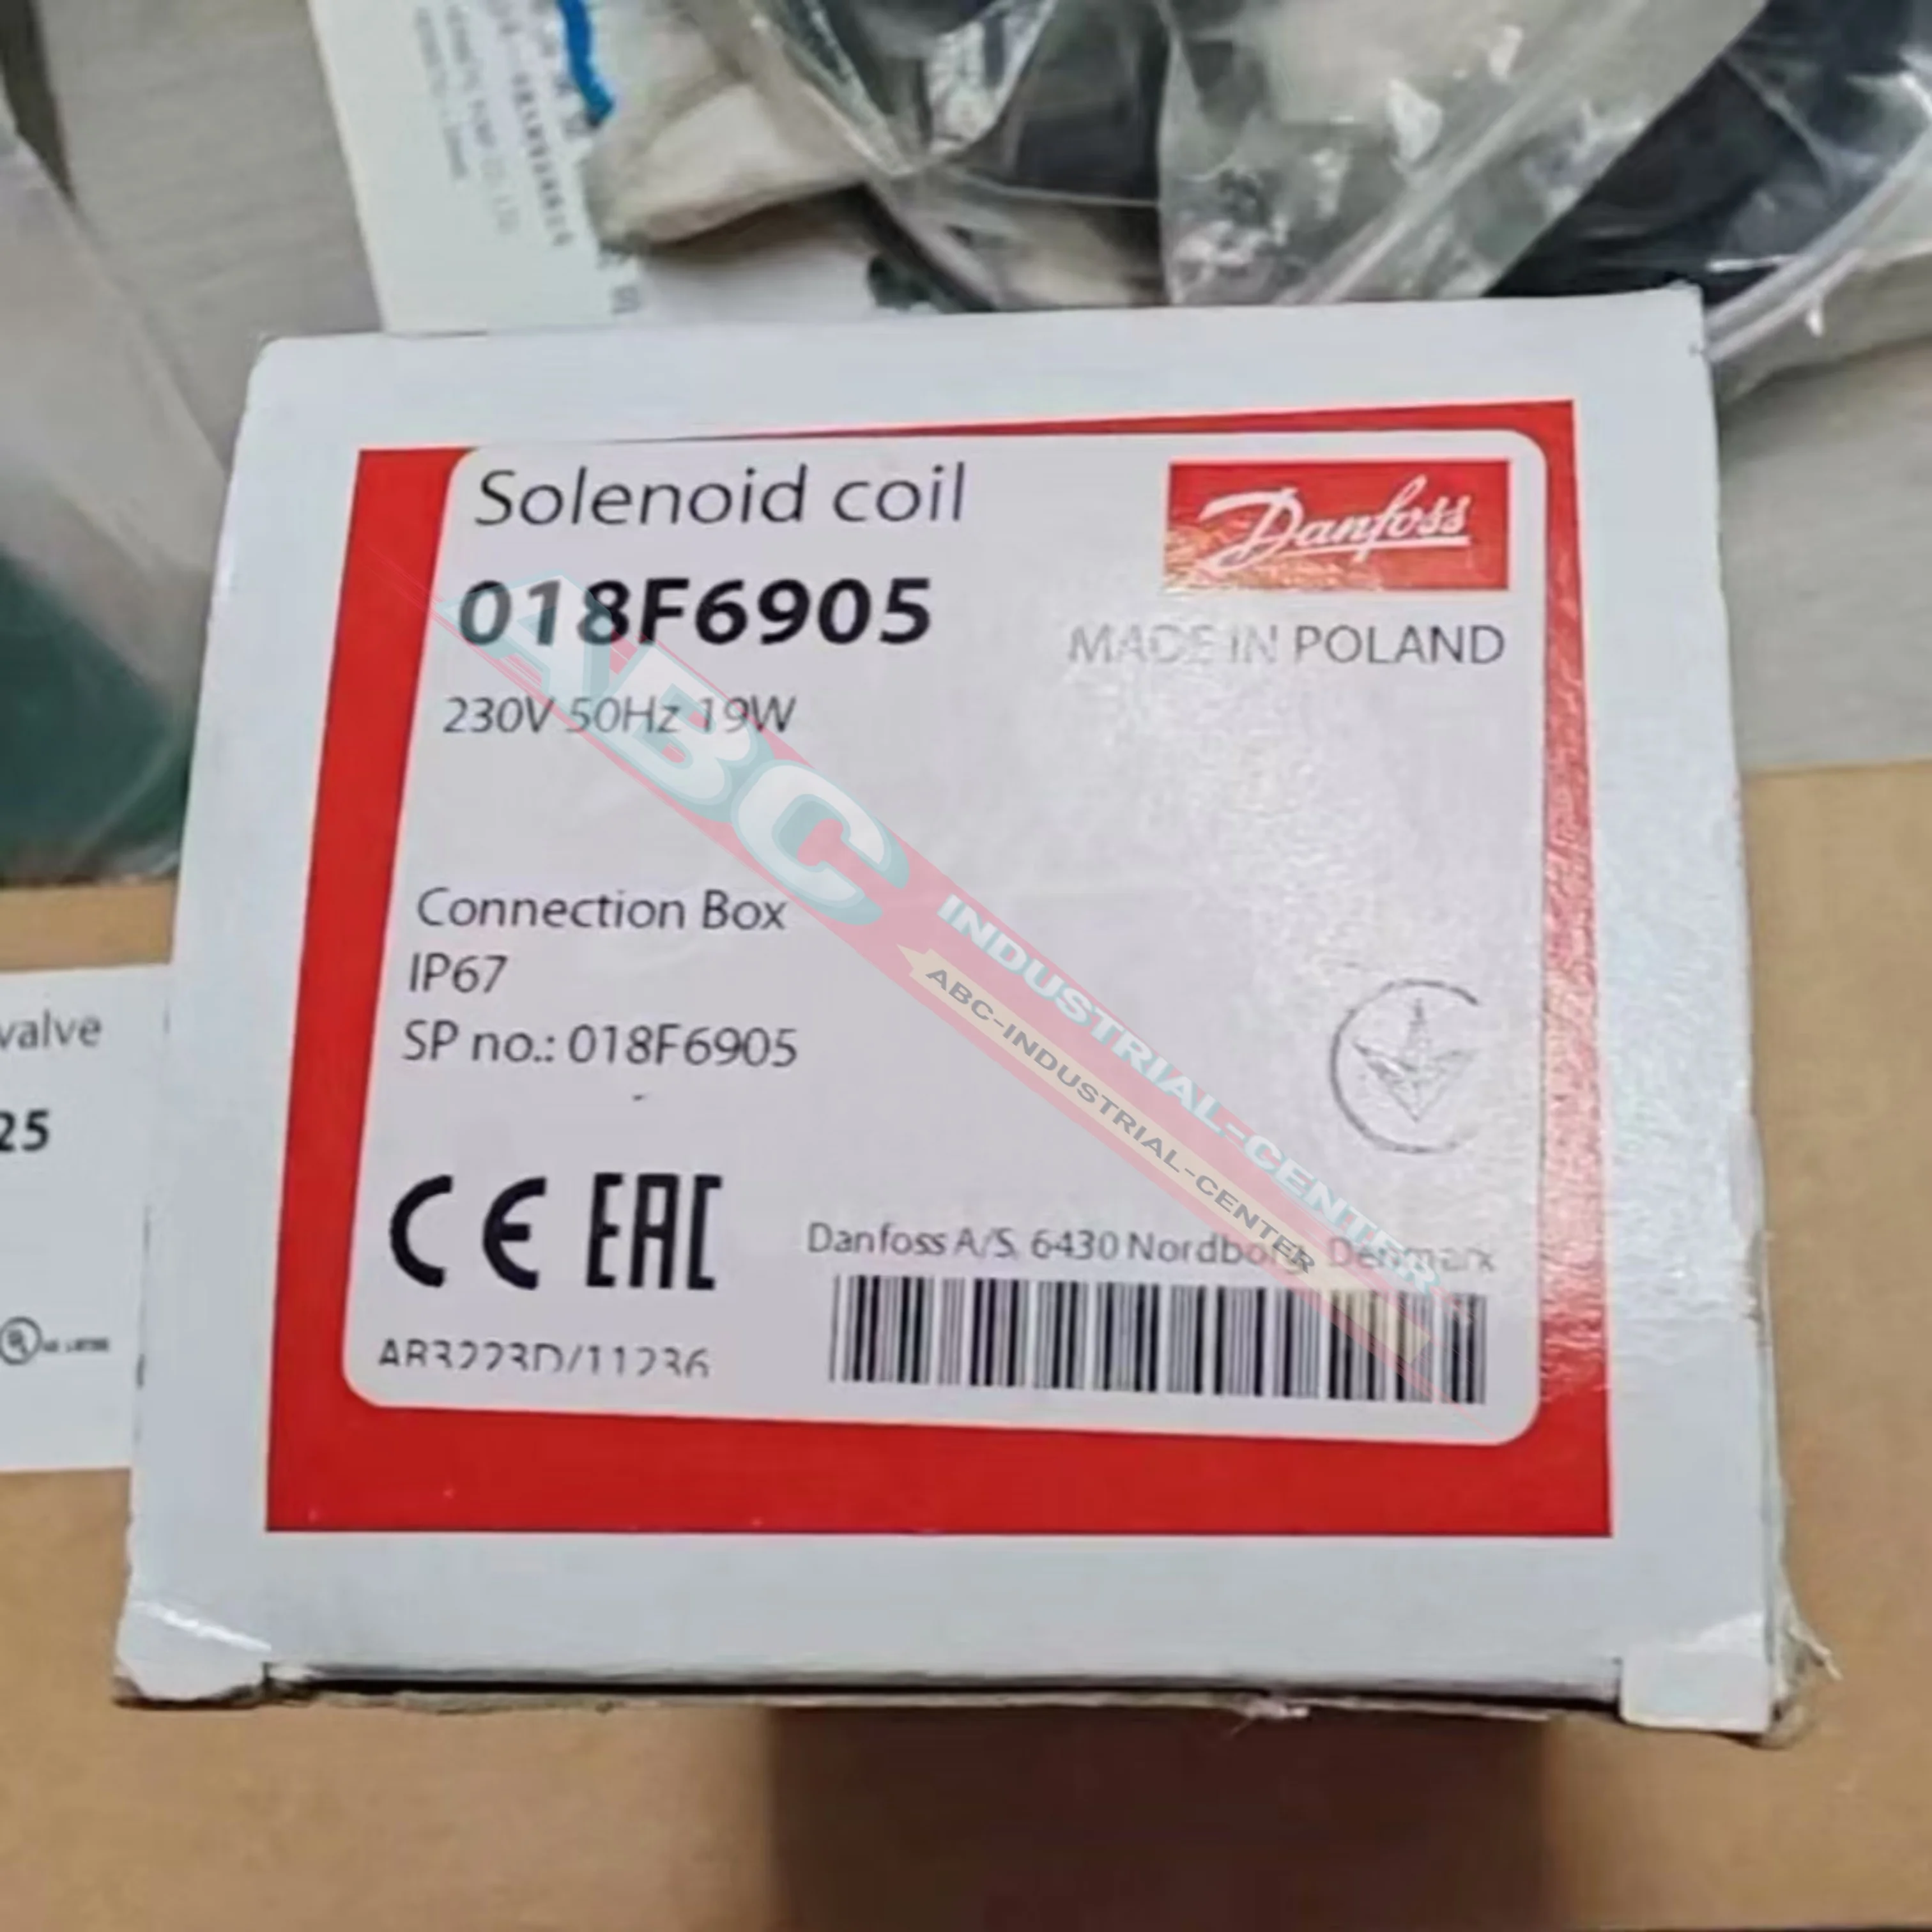 Solenoid coil
Danfoss
018F6905
MADE IN POLAND
230V 50Hz 19W
Connection Box
IP67
SP no.: 018F6905
CE EAC
Danfoss A/S, 6430 Nordborg, Denmark
AB3223D/11236
ABC
INDUSTRIAL-CENTER
ABC-INDUSTRIAL-CENTER
valve
25